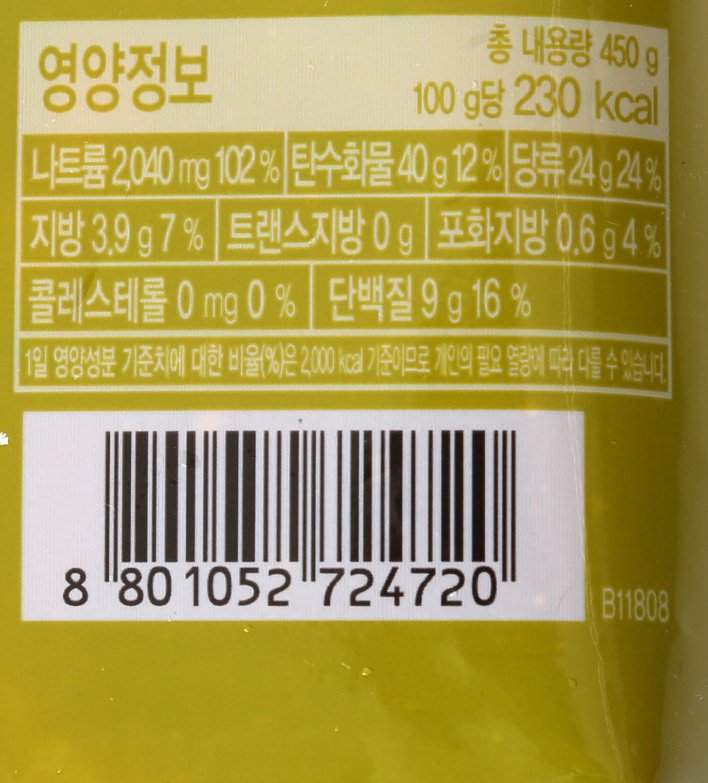 영양정보
총 내용량 450 g
100 g당 230 kcal
나트륨 2,040 mg 102 % 탄수화물 40 g 12 % 당류 24 g 24 %
지방 3.9 g 7 % 트랜스지방 0 g 포화지방 0.6 g 4 %
콜레스테롤 0 mg 0 % 단백질 9 g 16 %
1일 영양성분 기준치에 대한 비율(%)은 2,000 kcal 기준이므로 개인의 필요 열량에 따라 다를 수 있습니다.
8 801052 724720
B11808